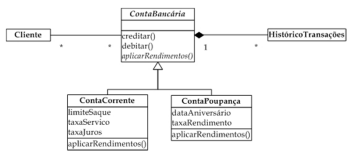 ContaBancária
creditar()
debitar()
aplicarRendimentos()
Cliente
HistóricoTransações
* * 1 *
ContaCorrente
limiteSaque
taxaServico
taxaJuros
aplicarRendimentos()
ContaPoupança
dataAniversário
taxaRendimento
aplicarRendimentos()